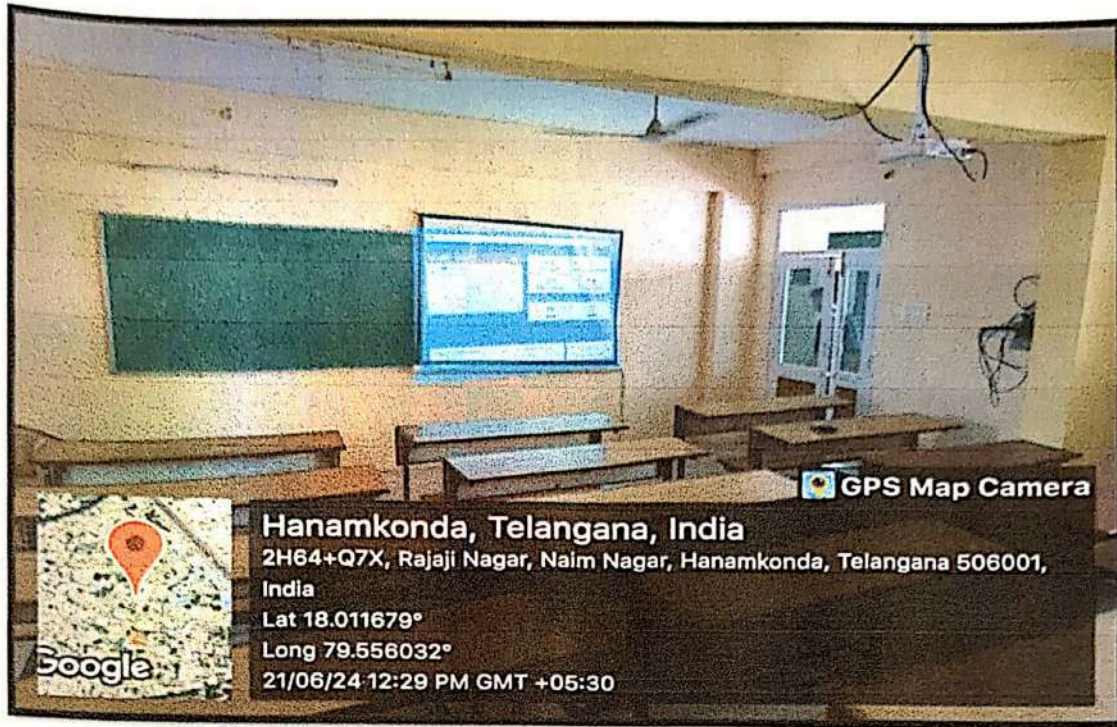 GPS Map Camera
Hanamkonda, Telangana, India
2H64+Q7X, Rajaji Nagar, Naim Nagar, Hanamkonda, Telangana 506001,
India
Lat 18.011679°
Long 79.556032°
21/06/24 12:29 PM GMT +05:30
Google